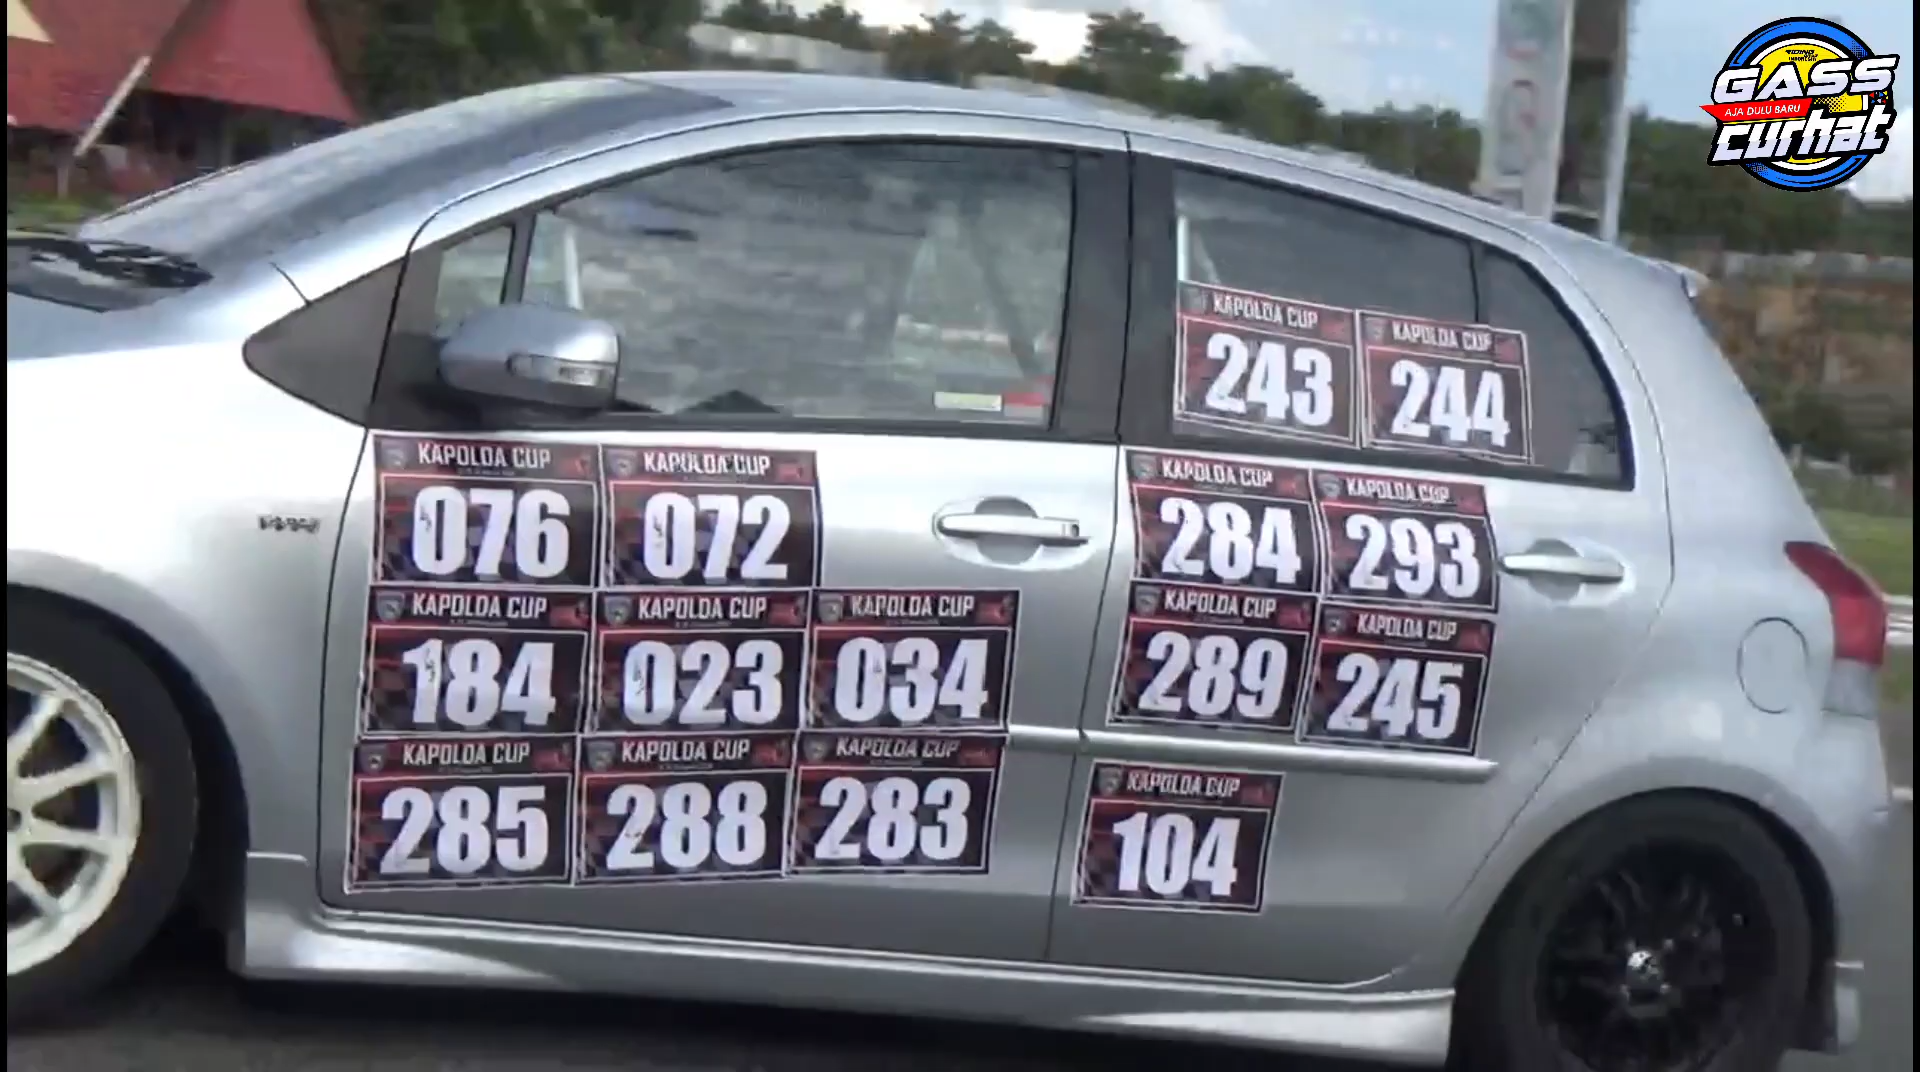 GASS
AJA DULU BARU
curhat
KAPOLDA CUP
243
KAPOLDA CUP
244
KAPOLDA CUP
076
KAPOLDA CUP
072
KAPOLDA CUP
284
KAPOLDA CUP
293
KAPOLDA CUP
184
KAPOLDA CUP
023
KAPOLDA CUP
034
KAPOLDA CUP
289
KAPOLDA CUP
245
KAPOLDA CUP
285
KAPOLDA CUP
288
KAPOLDA CUP
283
KAPOLDA CUP
104